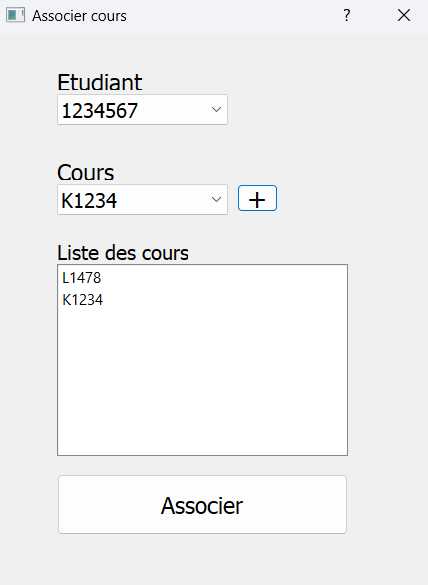 Associer cours ?
Etudiant
1234567
Cours
K1234 +
Liste des cours
L1478
K1234
Associer